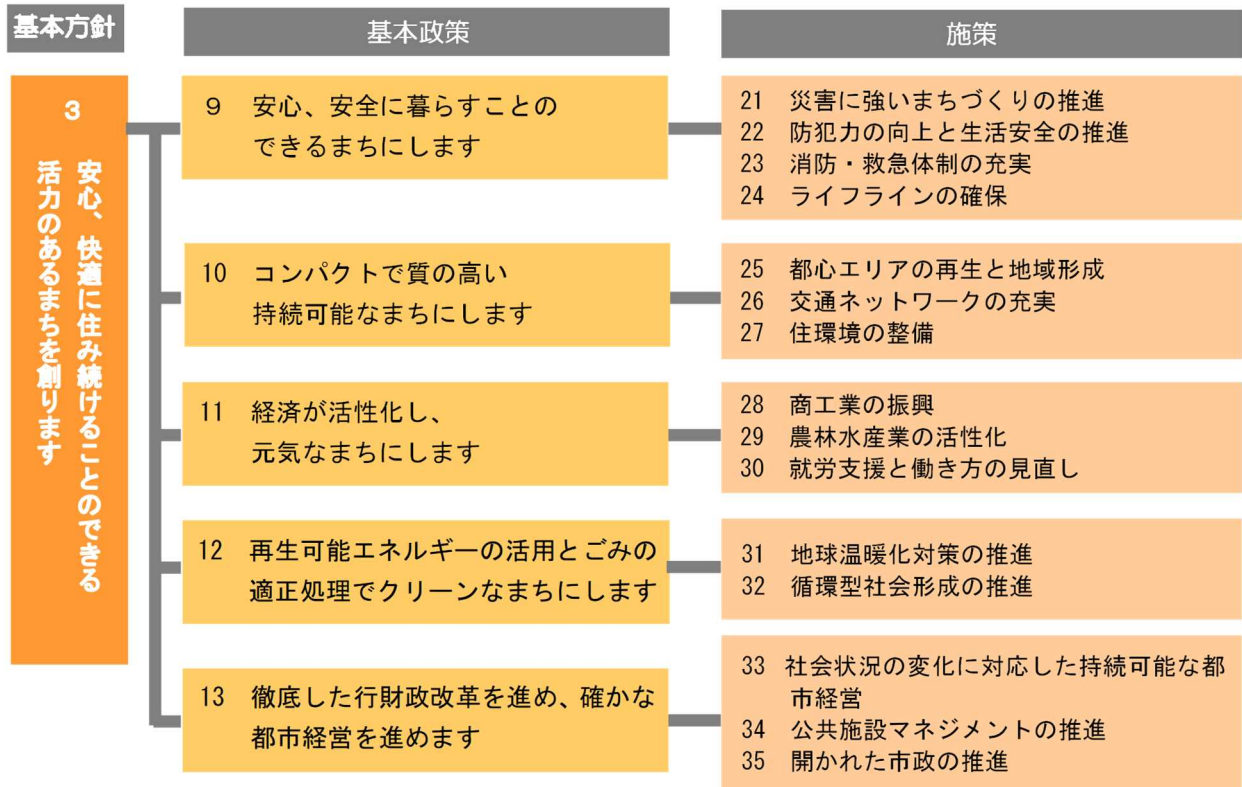 基本方針
基本政策
施策
3
安心、快適に住み続けることのできる
活力のあるまちを創ります
9 安心、安全に暮らすことの
できるまちにします
21 災害に強いまちづくりの推進
22 防犯力の向上と生活安全の推進
23 消防・救急体制の充実
24 ライフラインの確保
10 コンパクトで質の高い
持続可能なまちにします
25 都心エリアの再生と地域形成
26 交通ネットワークの充実
27 住環境の整備
11 経済が活性化し、
元気なまちにします
28 商工業の振興
29 農林水産業の活性化
30 就労支援と働き方の見直し
12 再生可能エネルギーの活用とごみの
適正処理でクリーンなまちにします
31 地球温暖化対策の推進
32 循環型社会形成の推進
13 徹底した行財政改革を進め、確かな
都市経営を進めます
33 社会状況の変化に対応した持続可能な都
市経営
34 公共施設マネジメントの推進
35 開かれた市政の推進